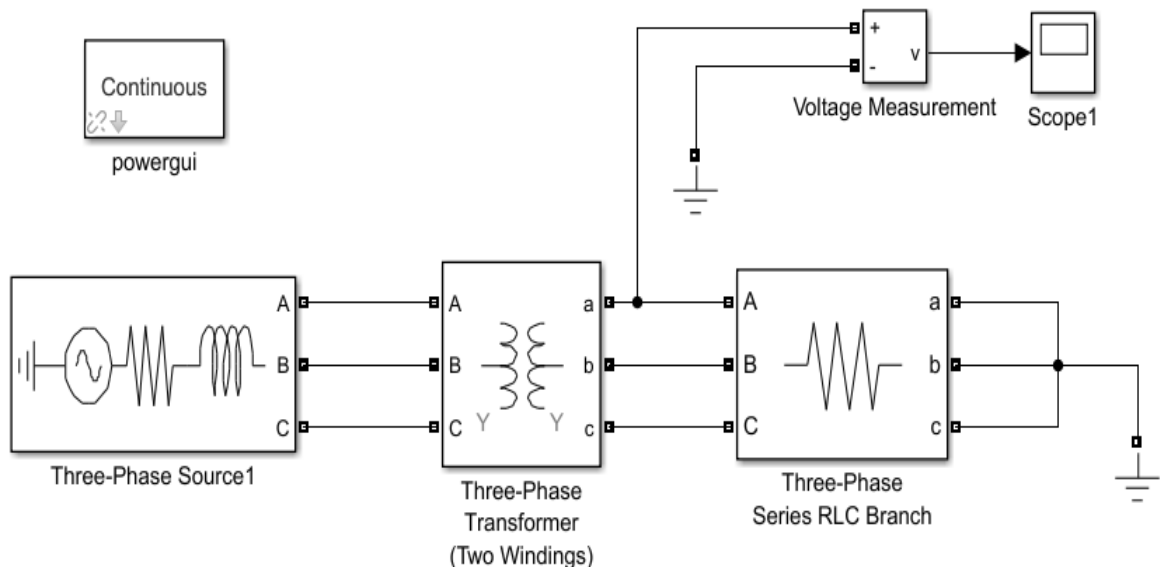 Continuous
powergui
+
-
v
Voltage Measurement
Scope1
A
B
C
Three-Phase Source1
A
B
C
a
b
c
Y
Y
Three-Phase
Transformer
(Two Windings)
A
B
C
a
b
c
Three-Phase
Series RLC Branch